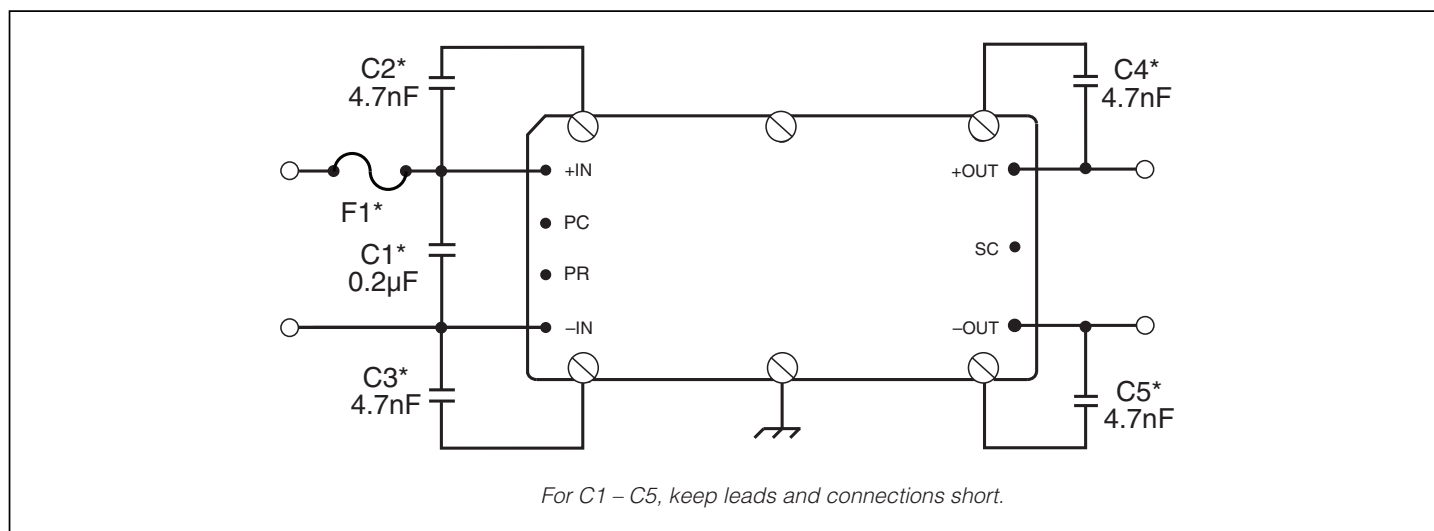 C2*
4.7nF
C4*
4.7nF
+IN
+OUT
F1*
PC
SC
C1*
0.2µF
PR
–IN
–OUT
C3*
4.7nF
C5*
4.7nF
For C1 – C5, keep leads and connections short.